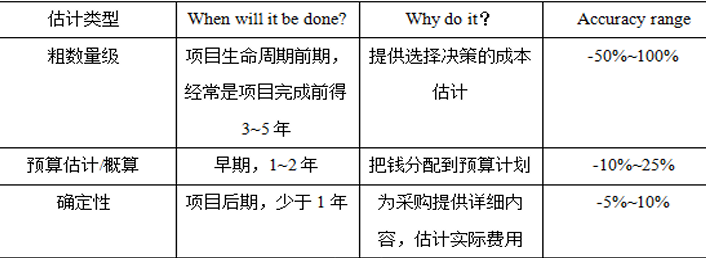 估计类型 When will it be done? Why do it？ Accuracy range
粗数量级 项目生命周期前期， 提供选择决策的成本 -50%~100%
经常是项目完成前得 估计
3~5 年
预算估计/概算 早期，1~2 年 把钱分配到预算计划 -10%~25%
确定性 项目后期，少于 1 年 为采购提供详细内 -5%~10%
容，估计实际费用